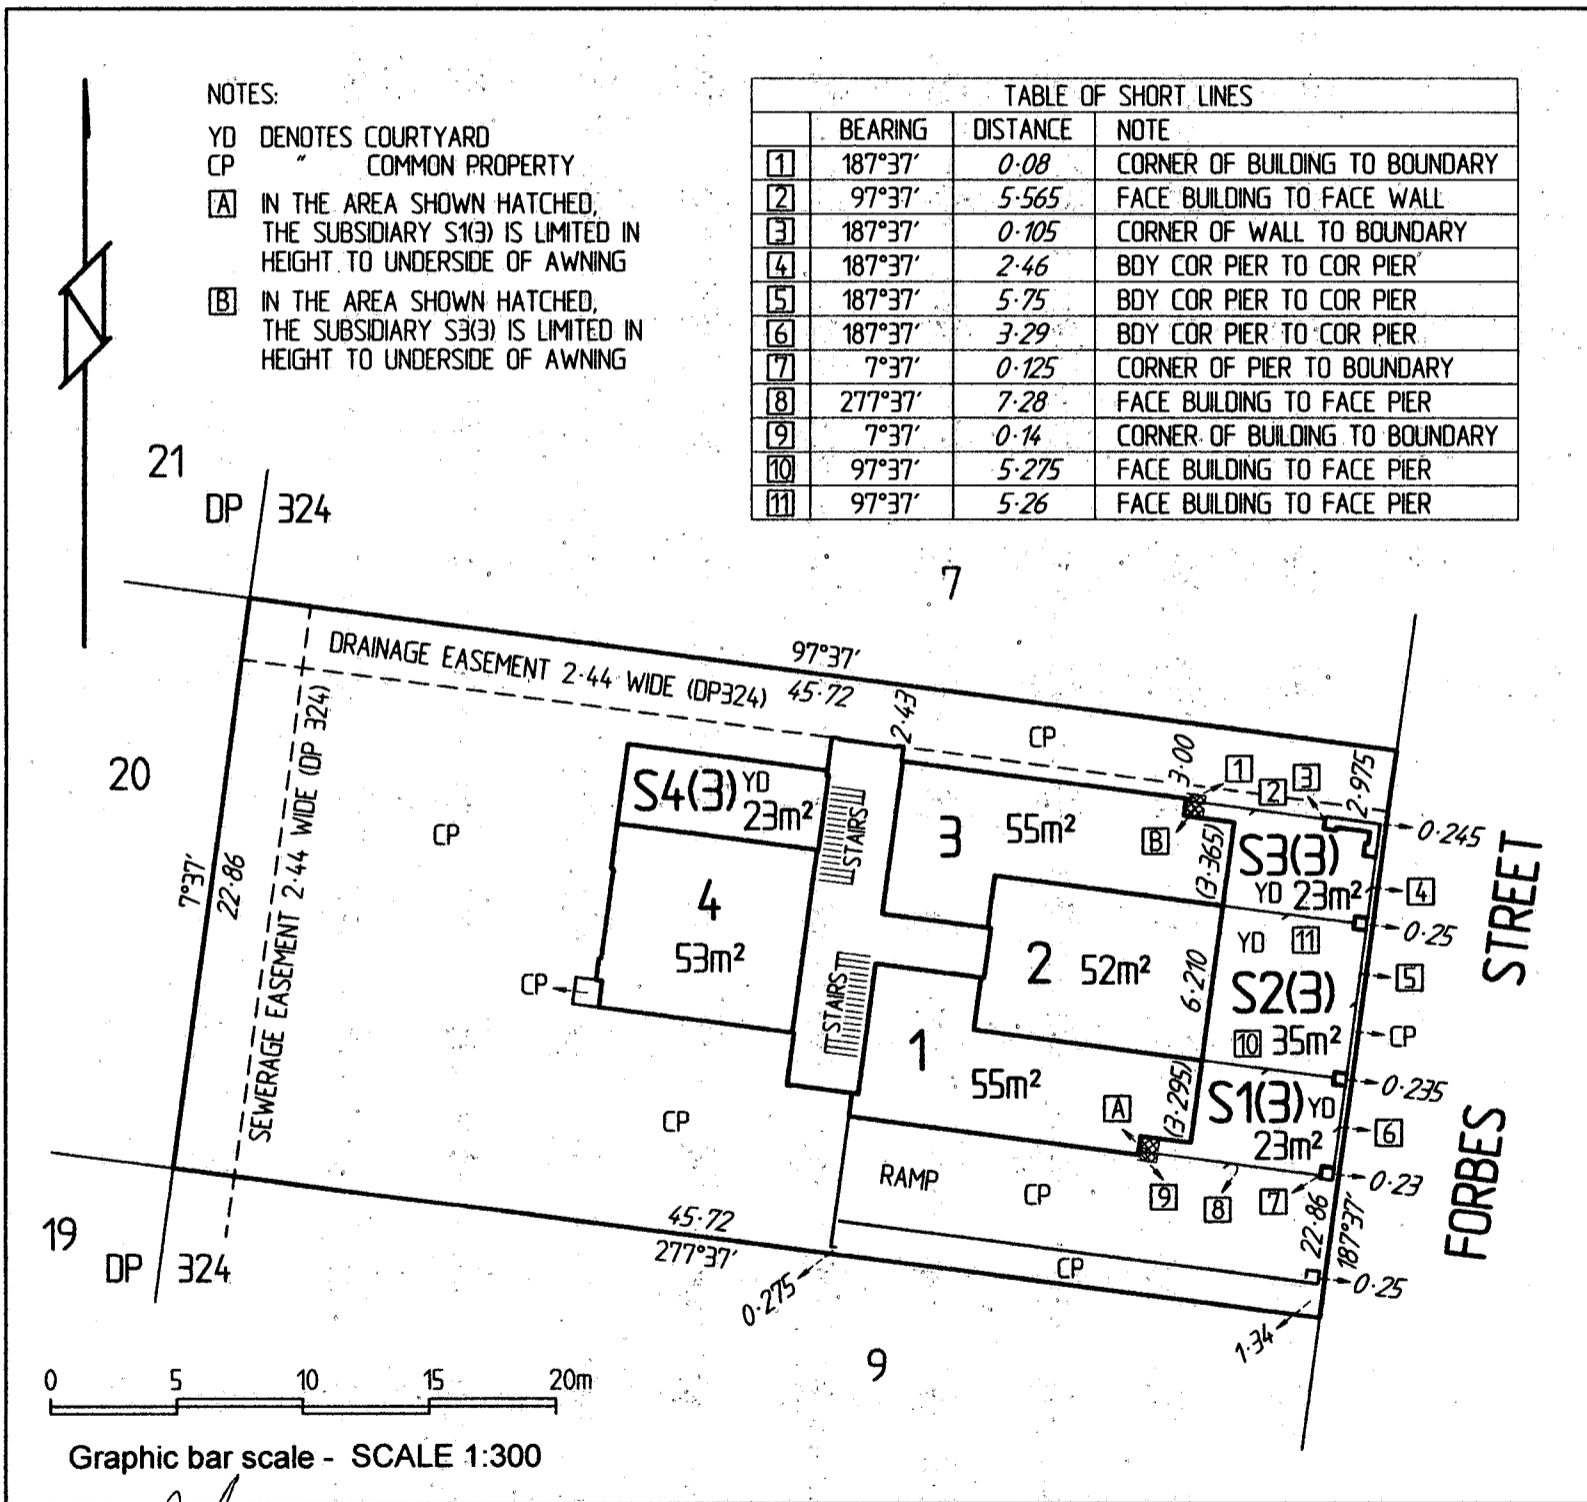 NOTES:
YD DENOTES COURTYARD
CP " COMMON PROPERTY
A IN THE AREA SHOWN HATCHED,
THE SUBSIDIARY S1(3) IS LIMITED IN
HEIGHT TO UNDERSIDE OF AWNING
B IN THE AREA SHOWN HATCHED,
THE SUBSIDIARY S3(3) IS LIMITED IN
HEIGHT TO UNDERSIDE OF AWNING
TABLE OF SHORT LINES
BEARING DISTANCE NOTE
1 187°37′ 0·08 CORNER OF BUILDING TO BOUNDARY
2 97°37′ 5·565 FACE BUILDING TO FACE WALL
3 187°37′ 0·105 CORNER OF WALL TO BOUNDARY
4 187°37′ 2·46 BDY COR PIER TO COR PIER
5 187°37′ 5·75 BDY COR PIER TO COR PIER
6 187°37′ 3·29 BDY COR PIER TO COR PIER
7 7°37′ 0·125 CORNER OF PIER TO BOUNDARY
8 277°37′ 7·28 FACE BUILDING TO FACE PIER
9 7°37′ 0·14 CORNER OF BUILDING TO BOUNDARY
10 97°37′ 5·275 FACE BUILDING TO FACE PIER
11 97°37′ 5·26 FACE BUILDING TO FACE PIER
21
DP 324
7
97°37′
DRAINAGE EASEMENT 2·44 WIDE (DP324) 45·72
2·43
CP
3·00
1
2
3
2·975
0·245
20
7°37′
22·86
SEWERAGE EASEMENT 2·44 WIDE (DP 324)
CP
S4(3) YD
23m²
STAIRS
3 55m²
B
(3·365)
S3(3)
YD 23m²
4
0·25
STREET
4
53m²
CP
STAIRS
2 52m²
6·210
YD 11
S2(3)
10 35m²
5
CP
0·235
1
55m²
A
(3·295)
S1(3) YD
23m²
6
0·23
FORBES
CP
RAMP
CP
9
8
7
22·86
187°37′
0·25
19
DP 324
45·72
277°37′
0·275
CP
1·34
9
0 5 10 15 20m
Graphic bar scale - SCALE 1:300